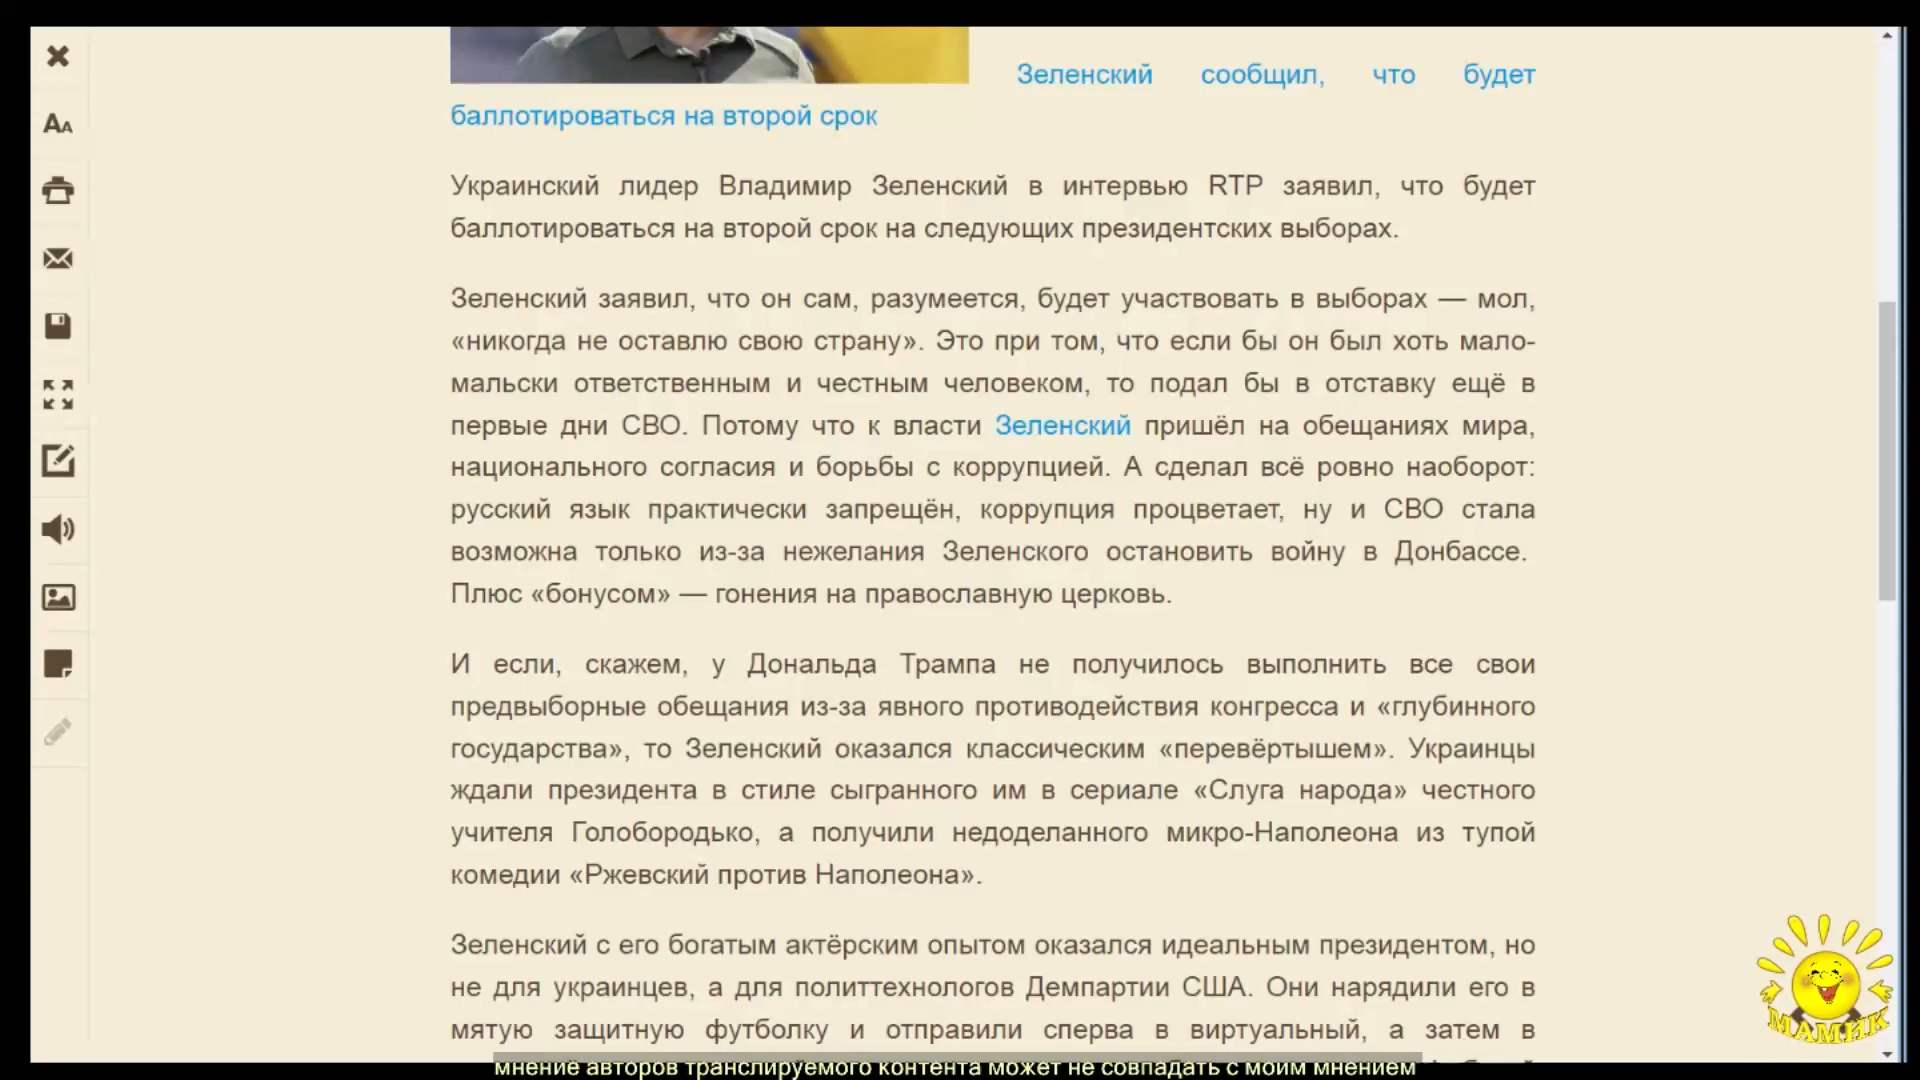 Зеленский сообщил, что будет
баллотироваться на второй срок
Украинский лидер Владимир Зеленский в интервью RTP заявил, что будет
баллотироваться на второй срок на следующих президентских выборах.
Зеленский заявил, что он сам, разумеется, будет участвовать в выборах — мол,
«никогда не оставлю свою страну». Это при том, что если бы он был хоть мало-
мальски ответственным и честным человеком, то подал бы в отставку ещё в
первые дни СВО. Потому что к власти Зеленский пришёл на обещаниях мира,
национального согласия и борьбы с коррупцией. А сделал всё ровно наоборот:
русский язык практически запрещён, коррупция процветает, ну и СВО стала
возможна только из-за нежелания Зеленского остановить войну в Донбассе.
Плюс «бонусом» — гонения на православную церковь.
И если, скажем, у Дональда Трампа не получилось выполнить все свои
предвыборные обещания из-за явного противодействия конгресса и «глубинного
государства», то Зеленский оказался классическим «перевёртышем». Украинцы
ждали президента в стиле сыгранного им в сериале «Слуга народа» честного
учителя Голобородько, а получили недоделанного микро-Наполеона из тупой
комедии «Ржевский против Наполеона».
Зеленский с его богатым актёрским опытом оказался идеальным президентом, но
не для украинцев, а для политтехнологов Демпартии США. Они нарядили его в
мятую защитную футболку и отправили сперва в виртуальный, а затем в
МАМИК
мнение авторов транслируемого контента может не совпадать с моим мнением